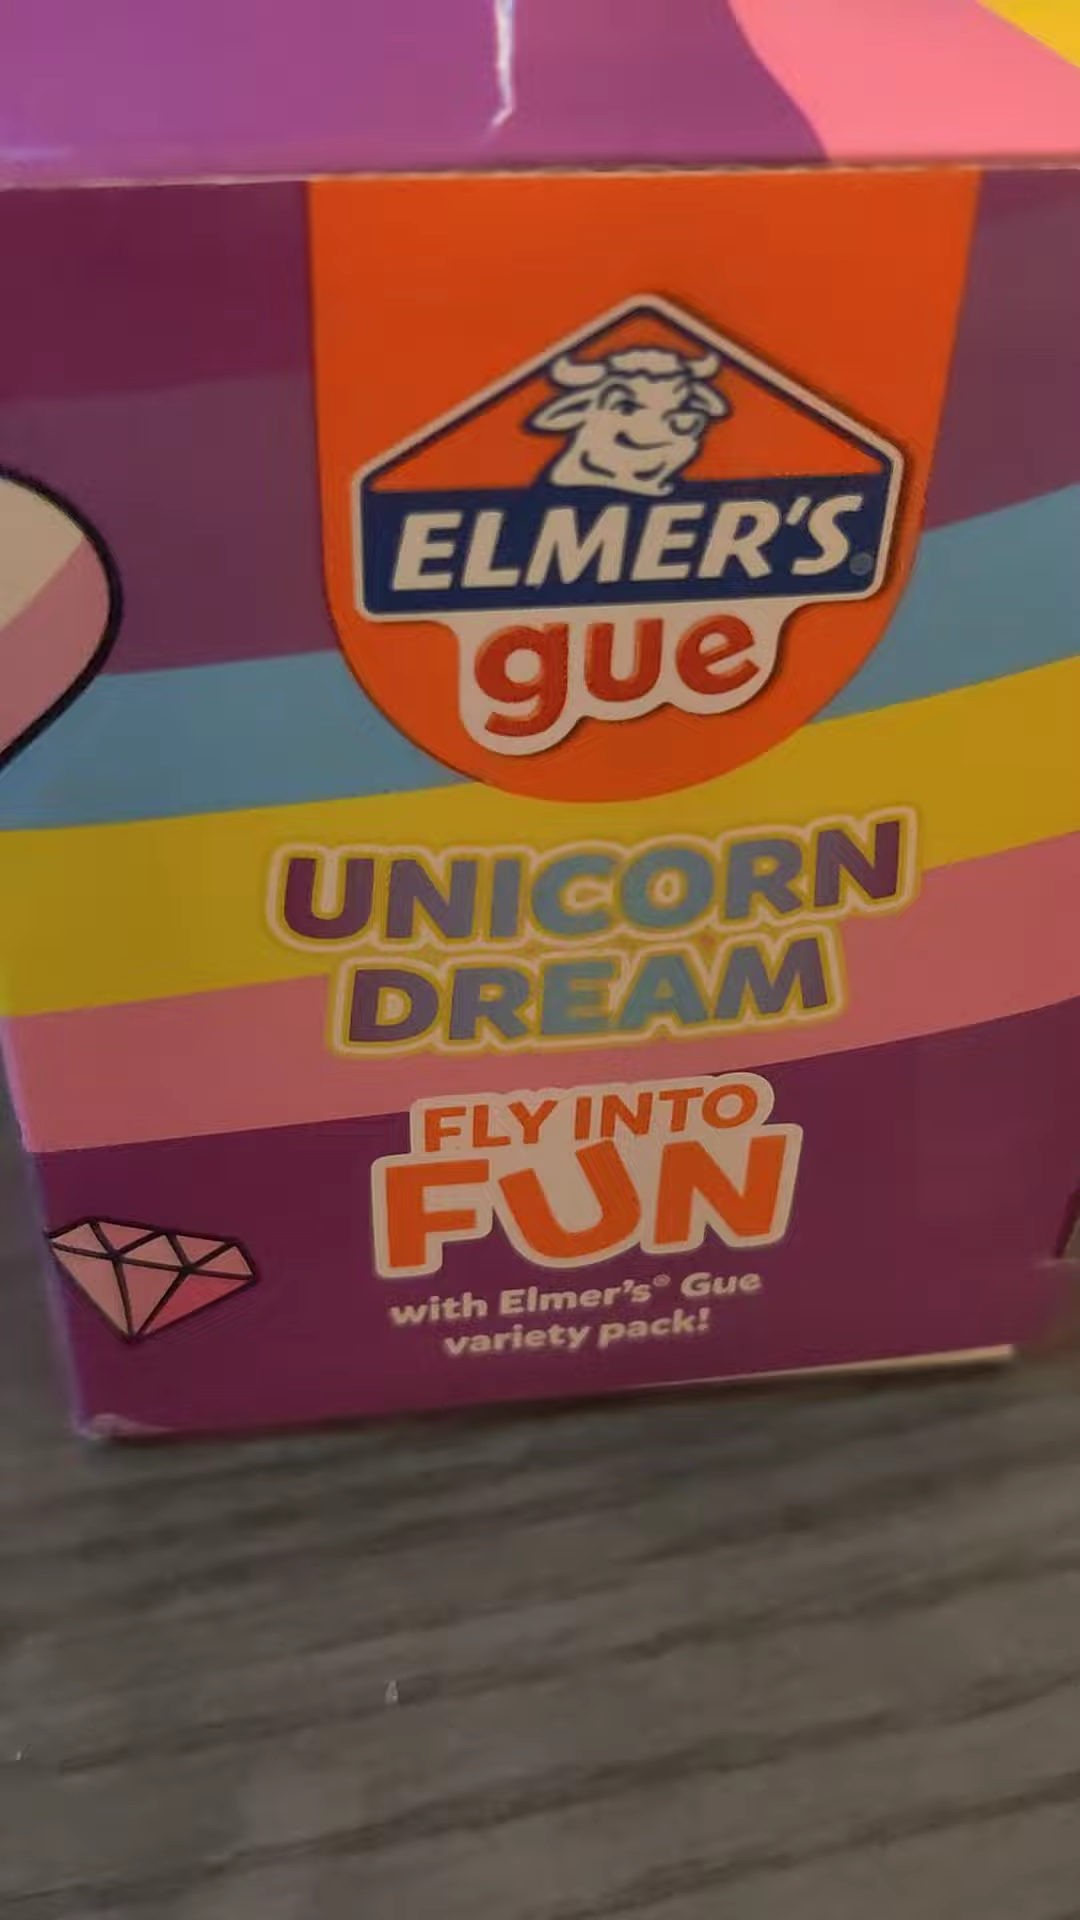 ELMER'S
gue
UNICORN
DREAM
FLY INTO
FUN
with Elmer's® Gue
variety pack!